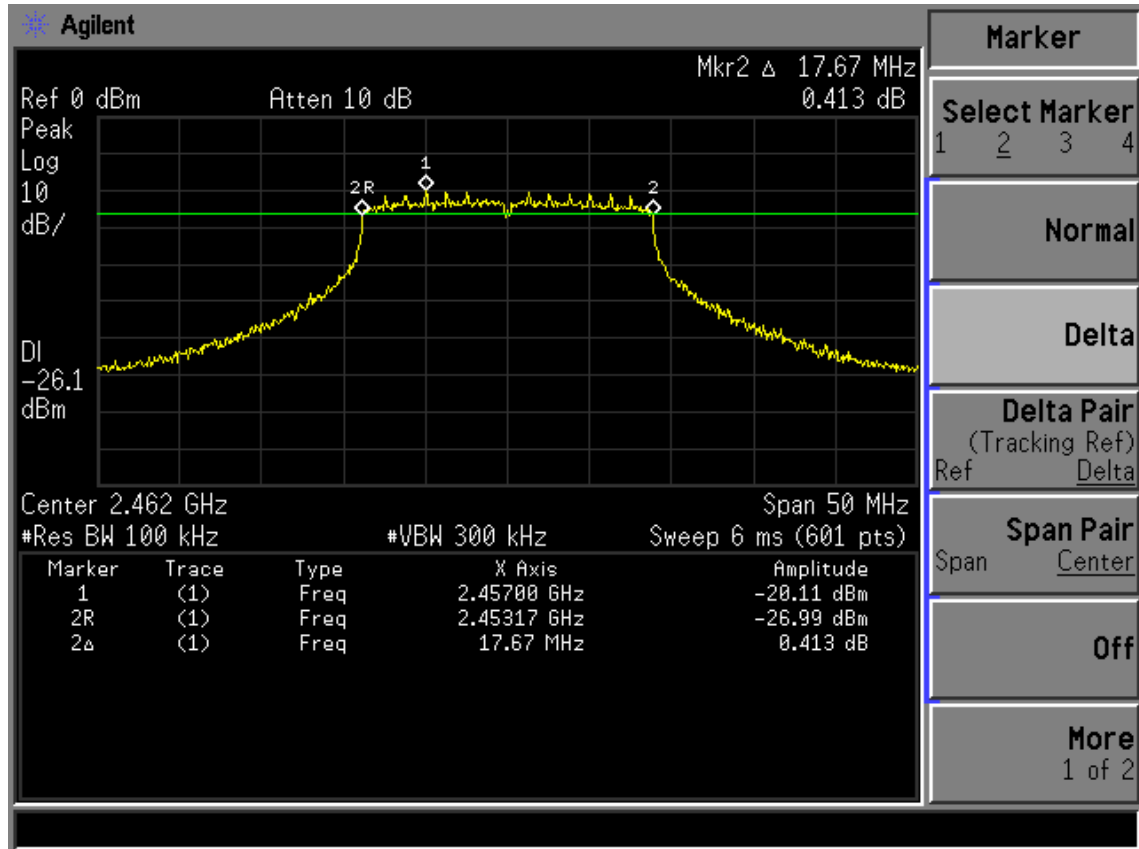 Agilent
Mkr2 Δ 17.67 MHz
Ref 0 dBm Atten 10 dB 0.413 dB
Peak
Log
10
dB/
1
2R
2
DI
-26.1
dBm
Center 2.462 GHz Span 50 MHz
#Res BW 100 kHz #VBW 300 kHz Sweep 6 ms (601 pts)
Marker Trace Type X Axis Amplitude
1 (1) Freq 2.45700 GHz -20.11 dBm
2R (1) Freq 2.45317 GHz -26.99 dBm
2Δ (1) Freq 17.67 MHz 0.413 dB
Marker
Select Marker
1 2 3 4
Normal
Delta
Delta Pair
(Tracking Ref)
Ref Delta
Span Pair
Span Center
Off
More
1 of 2